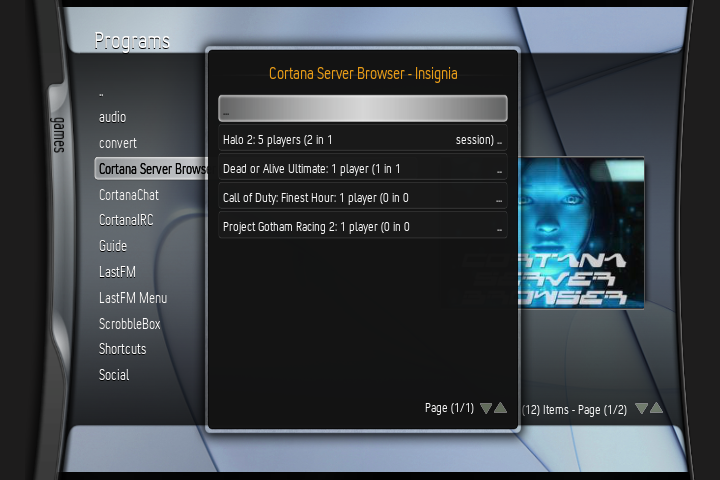 Programs
games
..
audio
convert
Cortana Server Brows
CortanaChat
CortanaIRC
Guide
LastFM
LastFM Menu
ScrobbleBox
Shortcuts
Social
Cortana Server Browser - Insignia
...
Halo 2: 5 players (2 in 1 session) ...
Dead or Alive Ultimate: 1 player (1 in 1 ...
Call of Duty: Finest Hour: 1 player (0 in 0 ...
Project Gotham Racing 2: 1 player (0 in 0 ...
Page (1/1)
RTANA
ERVER
OWSER
(12) Items - Page (1/2)